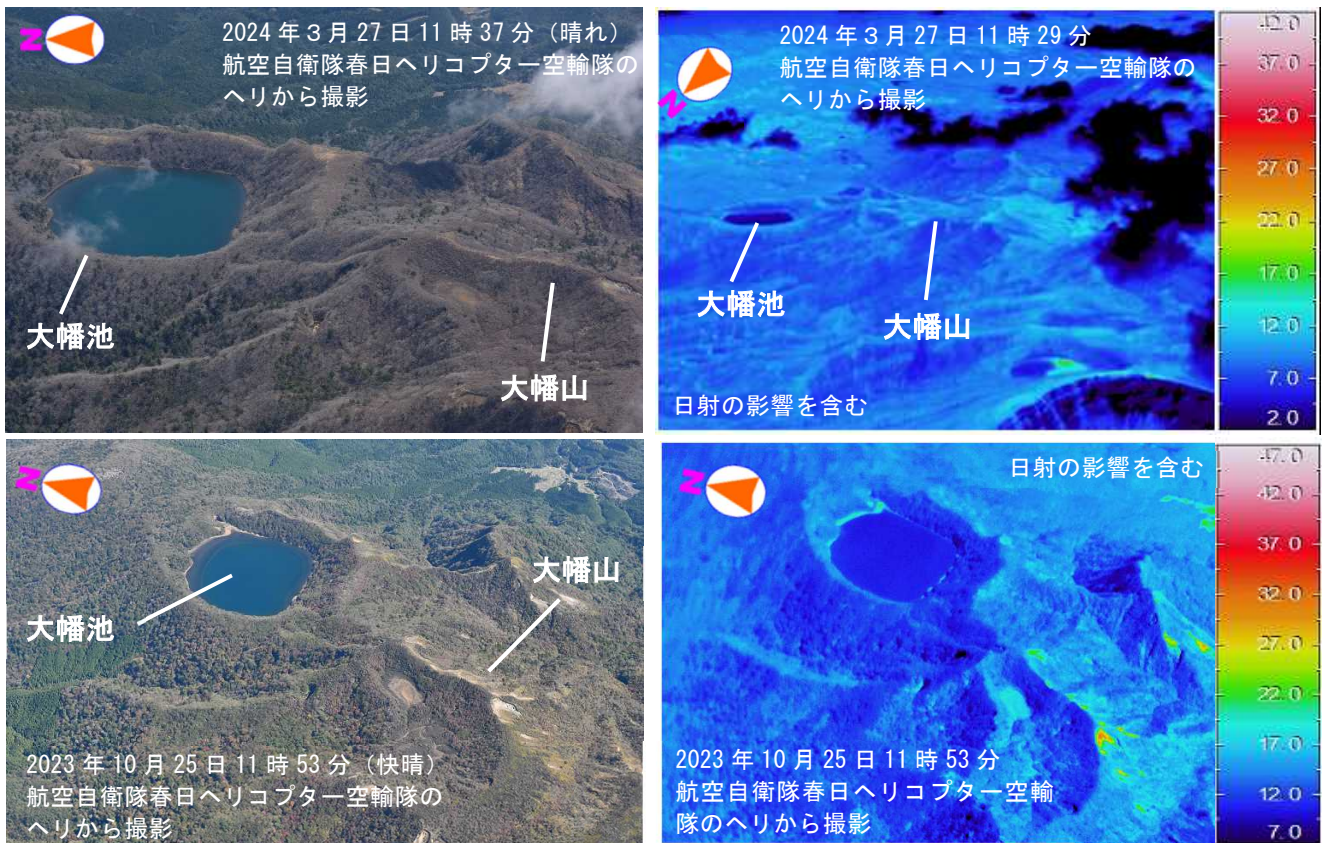 N
2024年3月27日11時37分（晴れ）
航空自衛隊春日ヘリコプター空輸隊の
ヘリから撮影
大幡池
大幡山
N
2024年3月27日11時29分
航空自衛隊春日ヘリコプター空輸隊の
ヘリから撮影
大幡池
大幡山
日射の影響を含む
42.0
37.0
32.0
27.0
22.0
17.0
12.0
7.0
2.0
N
大幡池
大幡山
2023年10月25日11時53分（快晴）
航空自衛隊春日ヘリコプター空輸隊の
ヘリから撮影
N
日射の影響を含む
2023年10月25日11時53分
航空自衛隊春日ヘリコプター空輸
隊のヘリから撮影
47.0
42.0
37.0
32.0
27.0
22.0
17.0
12.0
7.0